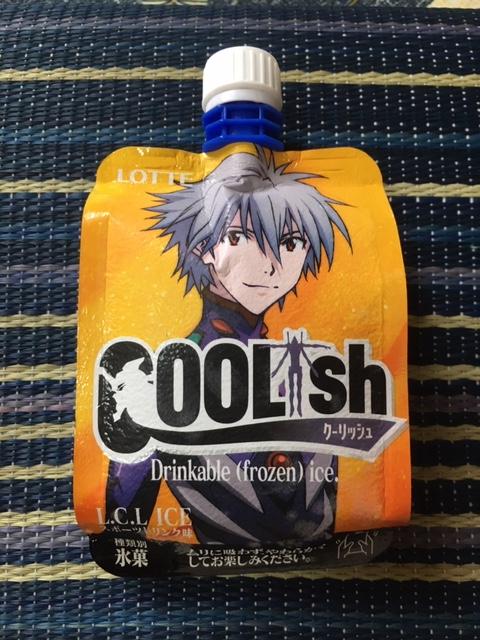 LOTTE
COOLish
クーリッシュ
Drinkable (frozen) ice.
L.C.L ICE
スポーツドリンク味
種類別
氷菓
してお楽しみください。